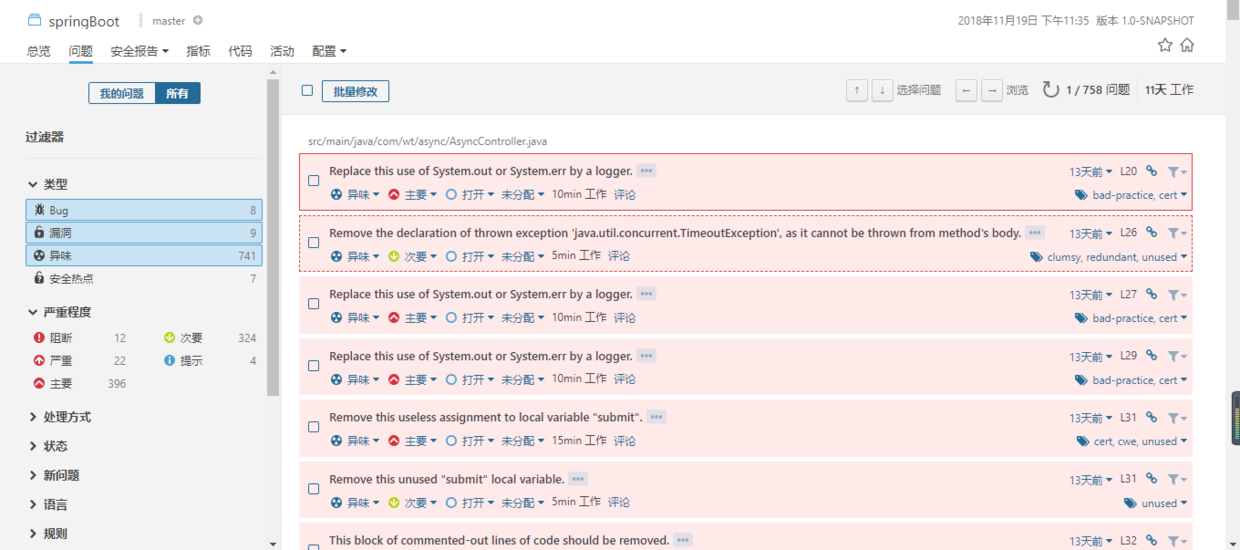 springBoot master
2018年11月19日 下午11:35 版本 1.0-SNAPSHOT
总览 问题 安全报告 指标 代码 活动 配置
我的问题 所有
过滤器
类型
Bug 8
漏洞 9
异味 741
安全热点 7
严重程度
阻断 12 次要 324
严重 22 提示 4
主要 396
处理方式
状态
新问题
语言
规则
批量修改 ↑ ↓ 选择问题 ← → 浏览 1 / 758 问题 11天 工作
src/main/java/com/wt/async/AsyncController.java
Replace this use of System.out or System.err by a logger. 13天前 L20
异味 主要 打开 未分配 10min 工作 评论 bad-practice, cert
Remove the declaration of thrown exception 'java.util.concurrent.TimeoutException', as it cannot be thrown from method's body. 13天前 L26
异味 次要 打开 未分配 5min 工作 评论 clumsy, redundant, unused
Replace this use of System.out or System.err by a logger. 13天前 L27
异味 主要 打开 未分配 10min 工作 评论 bad-practice, cert
Replace this use of System.out or System.err by a logger. 13天前 L29
异味 主要 打开 未分配 10min 工作 评论 bad-practice, cert
Remove this useless assignment to local variable "submit". 13天前 L31
异味 主要 打开 未分配 15min 工作 评论 cert, cwe, unused
Remove this unused "submit" local variable. 13天前 L31
异味 次要 打开 未分配 5min 工作 评论 unused
This block of commented-out lines of code should be removed. 13天前 L32